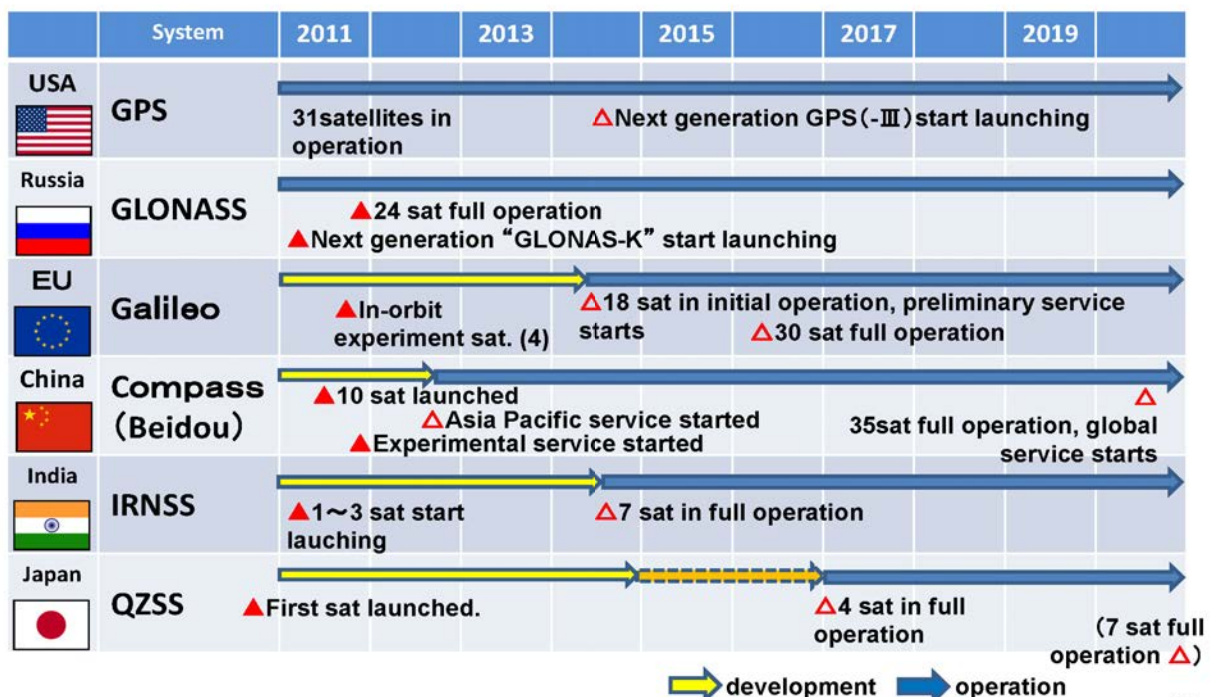 System 2011 2013 2015 2017 2019
USA
GPS
31satellites in
operation
△Next generation GPS(-Ⅲ)start launching
Russia
GLONASS
▲24 sat full operation
▲Next generation “GLONAS-K” start launching
EU
Galileo
▲In-orbit
experiment sat. (4)
△18 sat in initial operation, preliminary service
starts
△30 sat full operation
China
Compass
(Beidou)
▲10 sat launched
△Asia Pacific service started
▲Experimental service started
35sat full operation, global
service starts
India
IRNSS
▲1～3 sat start
lauching
△7 sat in full operation
Japan
QZSS
▲First sat launched.
△4 sat in full
operation
(7 sat full
operation △)
development operation